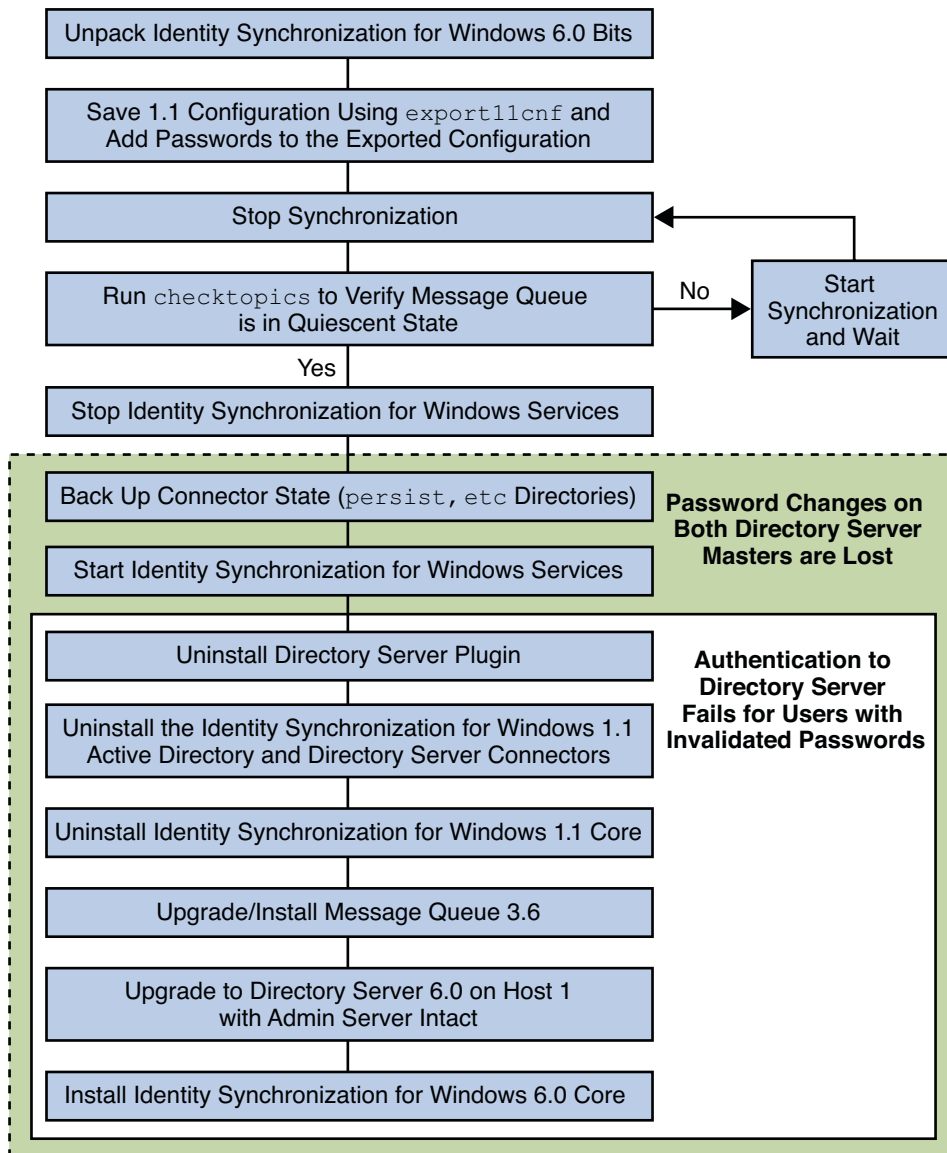 Unpack Identity Synchronization for Windows 6.0 Bits
Save 1.1 Configuration Using export11cnf and
Add Passwords to the Exported Configuration
Stop Synchronization
Run checktopics to Verify Message Queue
is in Quiescent State
No
Start
Synchronization
and Wait
Yes
Stop Identity Synchronization for Windows Services
Back Up Connector State (persist, etc Directories)
Password Changes on
Both Directory Server
Masters are Lost
Start Identity Synchronization for Windows Services
Uninstall Directory Server Plugin
Authentication to
Directory Server
Fails for Users with
Invalidated Passwords
Uninstall the Identity Synchronization for Windows 1.1
Active Directory and Directory Server Connectors
Uninstall Identity Synchronization for Windows 1.1 Core
Upgrade/Install Message Queue 3.6
Upgrade to Directory Server 6.0 on Host 1
with Admin Server Intact
Install Identity Synchronization for Windows 6.0 Core